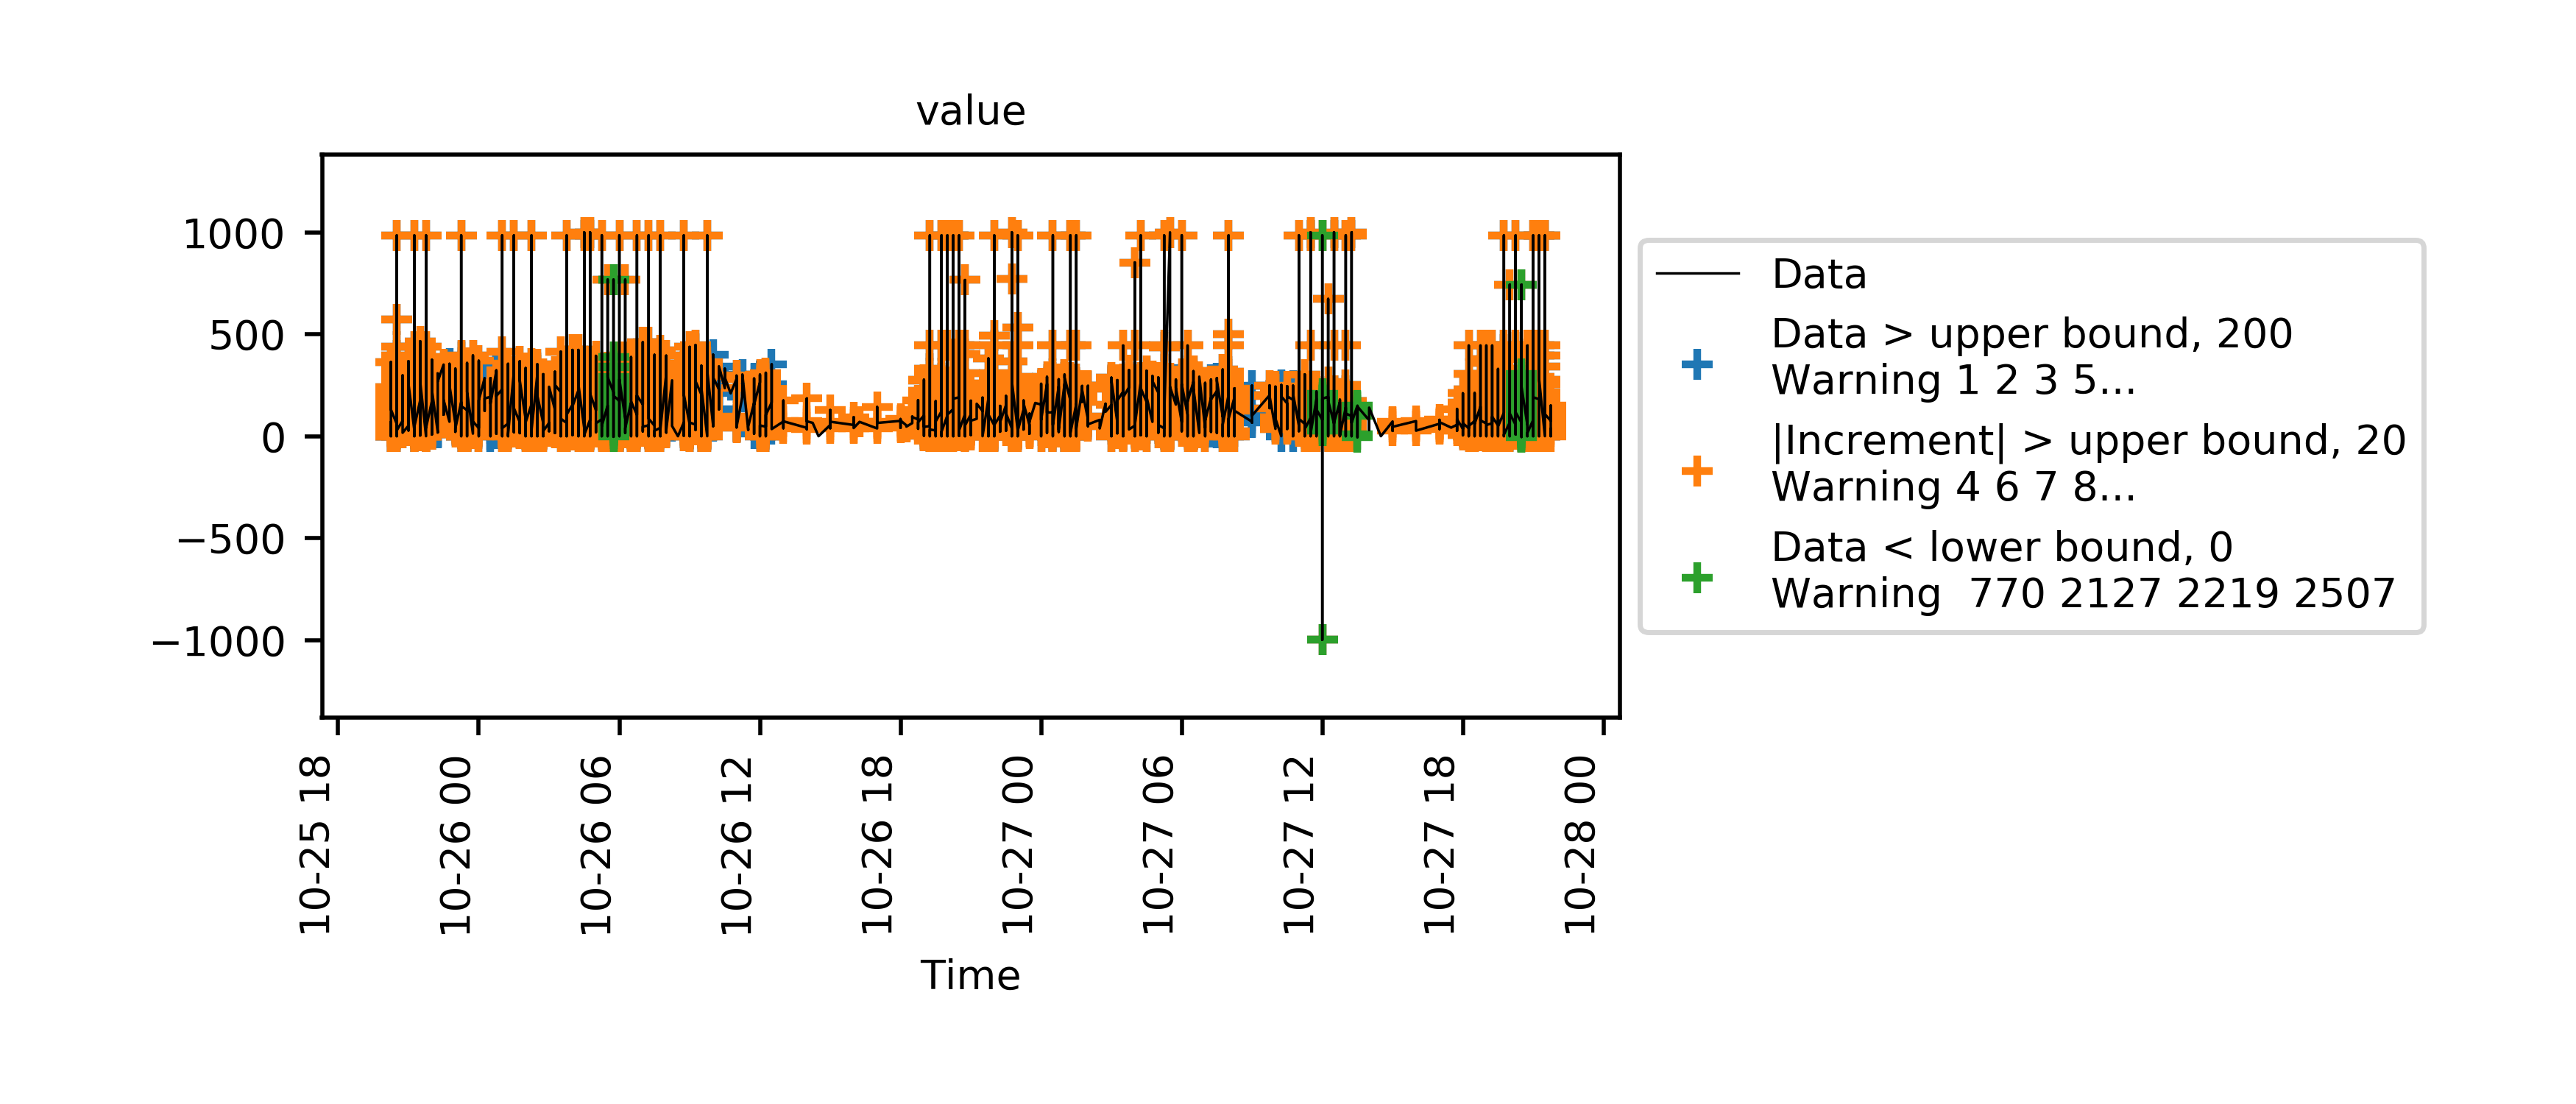 value
1000
500
0
−500
−1000
10-25 18
10-26 00
10-26 06
10-26 12
10-26 18
10-27 00
10-27 06
10-27 12
10-27 18
10-28 00
Time
Data
Data > upper bound, 200
Warning 1 2 3 5...
|Increment| > upper bound, 20
Warning 4 6 7 8...
Data < lower bound, 0
Warning  770 2127 2219 2507